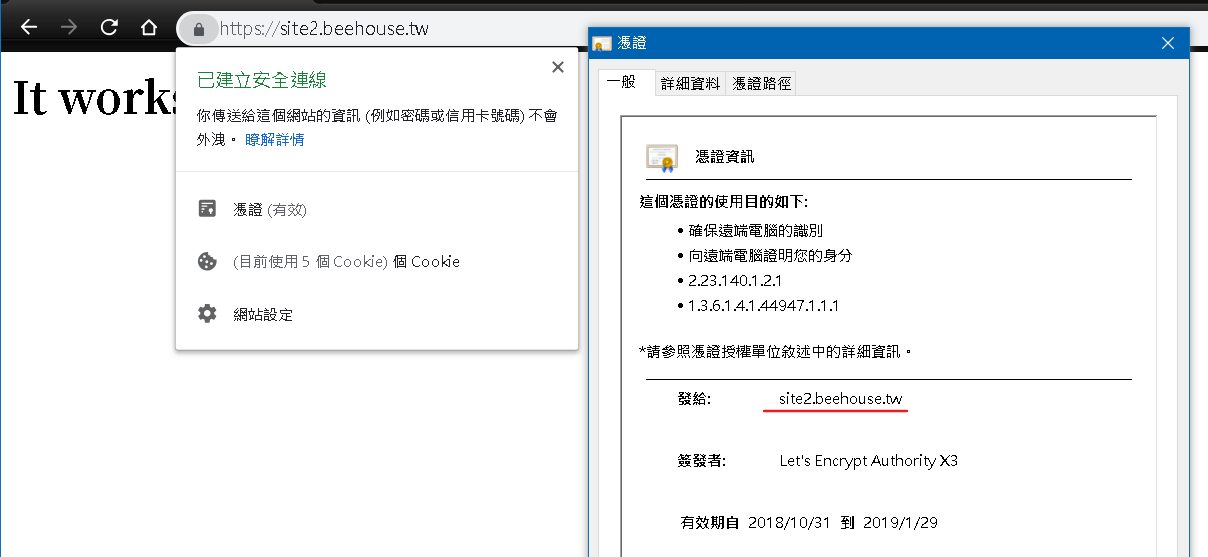 https://site2.beehouse.tw
It works
已建立安全連線
你傳送給這個網站的資訊 (例如密碼或信用卡號碼) 不會
外洩。 瞭解詳情
憑證 (有效)
(目前使用 5 個 Cookie) 個 Cookie
網站設定
憑證
一般 詳細資料 憑證路徑
憑證資訊
這個憑證的使用目的如下:
• 確保遠端電腦的識別
• 向遠端電腦證明您的身分
• 2.23.140.1.2.1
• 1.3.6.1.4.1.44947.1.1.1
*請參照憑證授權單位敘述中的詳細資訊。
發給: site2.beehouse.tw
簽發者: Let's Encrypt Authority X3
有效期自 2018/10/31 到 2019/1/29